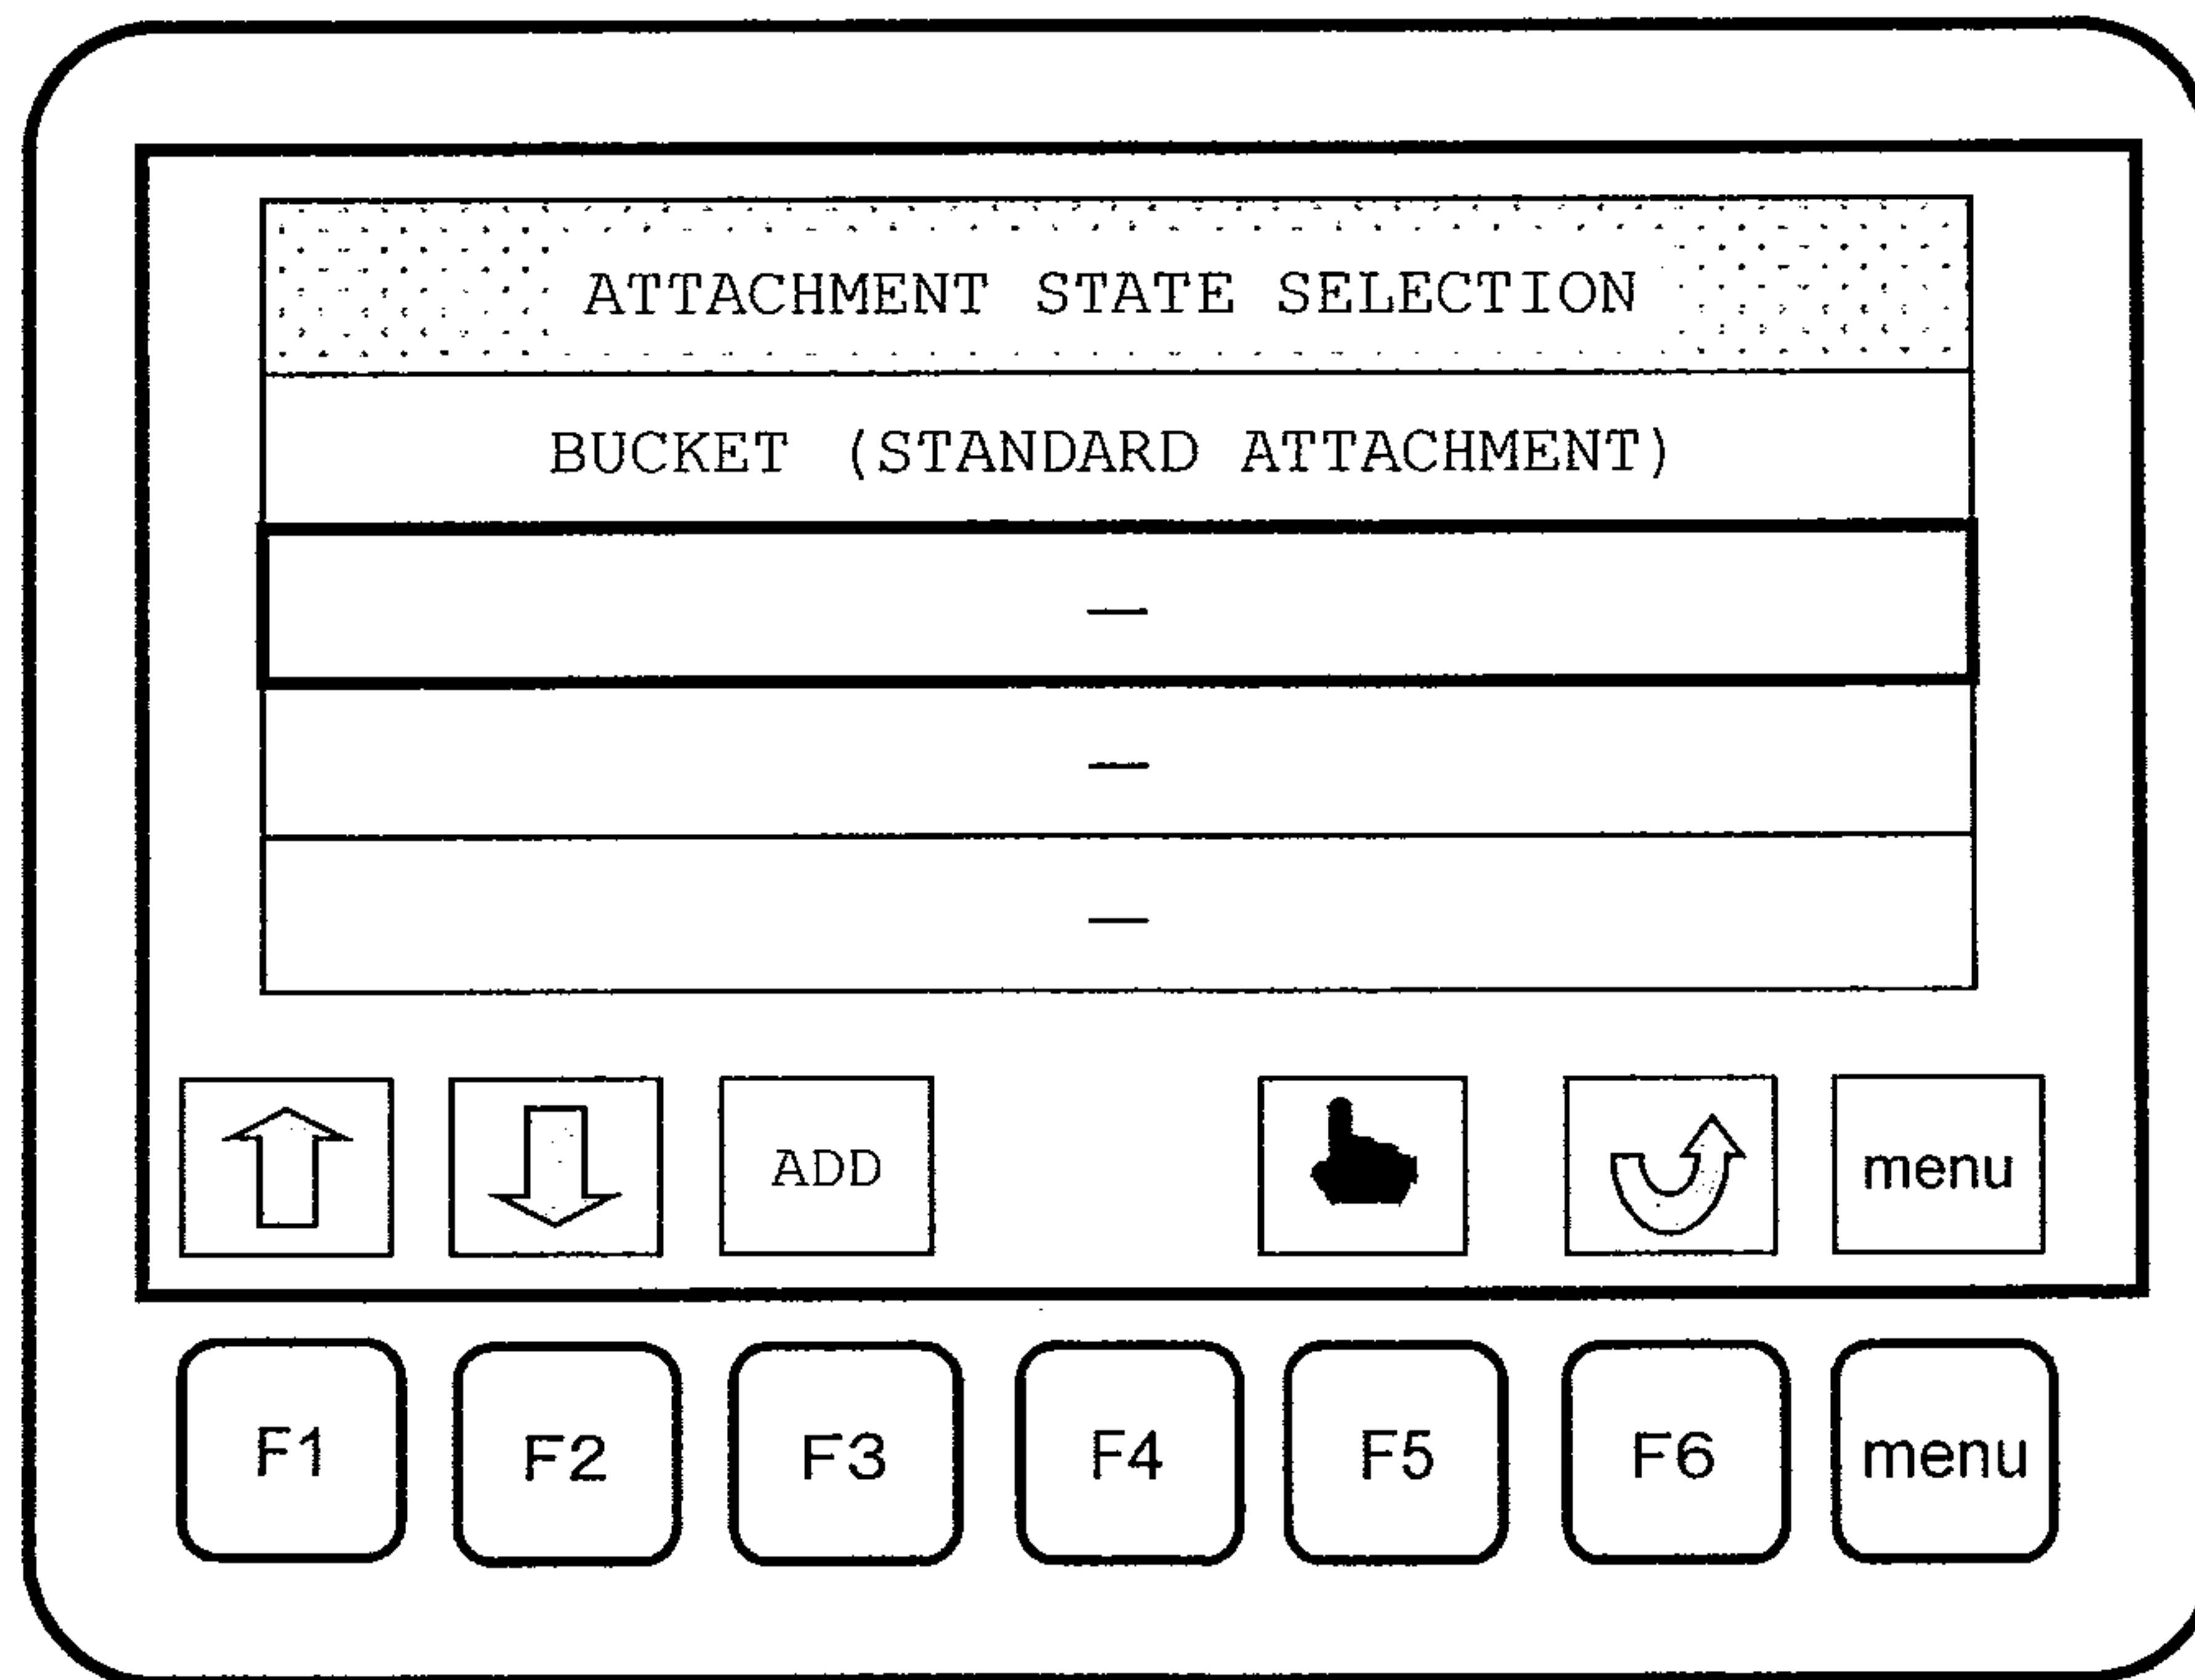 ATTACHMENT STATE SELECTION
BUCKET (STANDARD ATTACHMENT)
—
—
—
ADD menu
F1 F2 F3 F4 F5 F6 menu